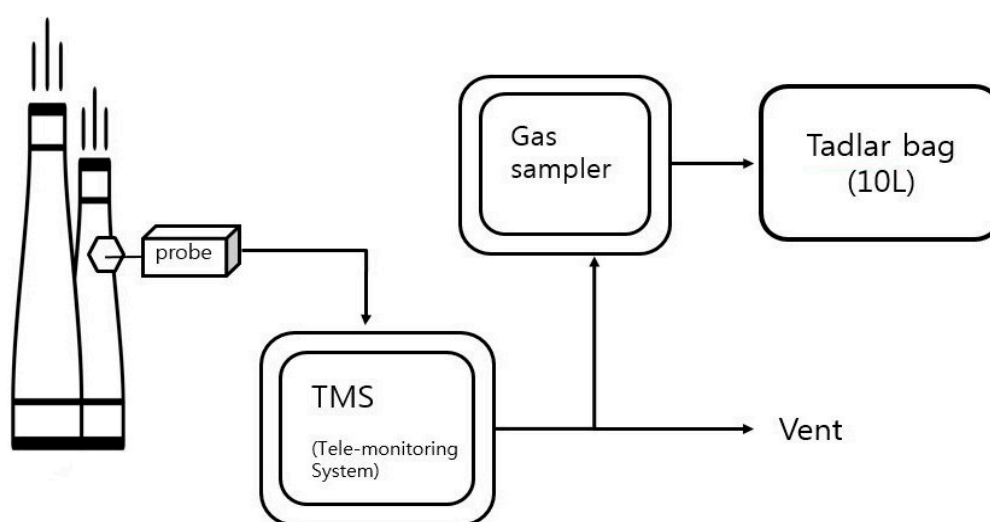 probe
TMS
(Tele-monitoring
System)
Gas
sampler
Tadlar bag
(10L)
Vent